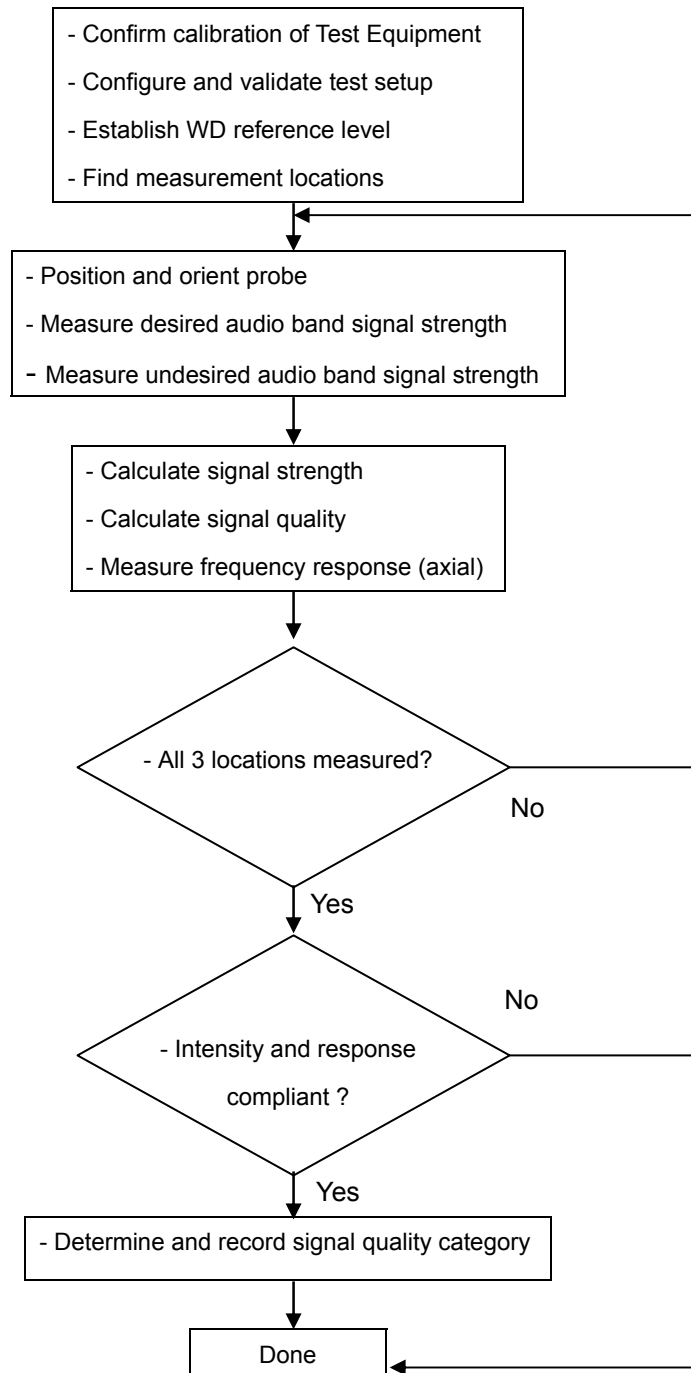 - Confirm calibration of Test Equipment
- Configure and validate test setup
- Establish WD reference level
- Find measurement locations
- Position and orient probe
- Measure desired audio band signal strength
- Measure undesired audio band signal strength
- Calculate signal strength
- Calculate signal quality
- Measure frequency response (axial)
- All 3 locations measured?
No
Yes
No
- Intensity and response
compliant ?
Yes
- Determine and record signal quality category
Done